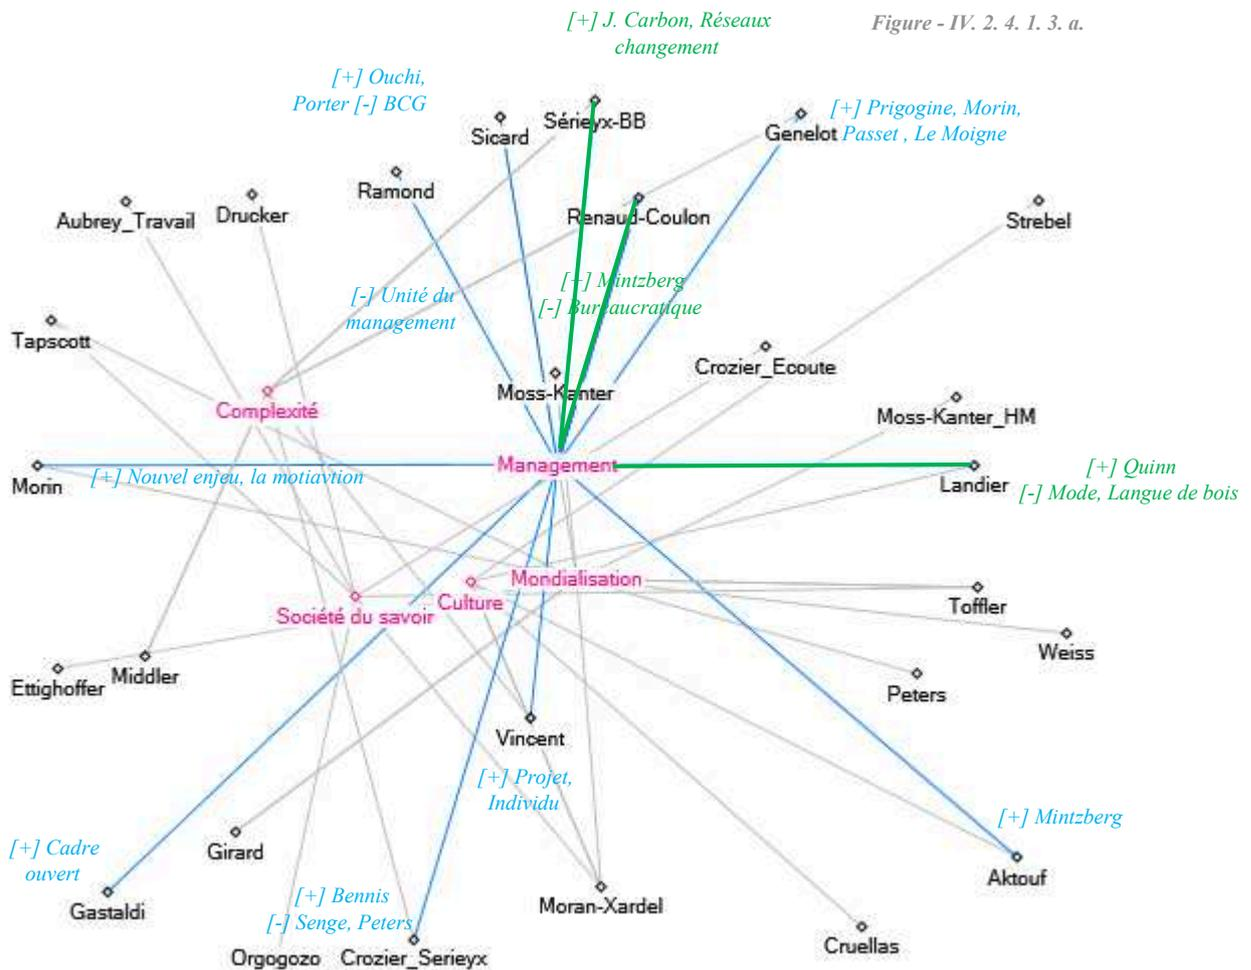 [+] J. Carbon, Réseaux
changement
Figure - IV. 2. 4. 1. 3. a.
[+] Ouchi,
Porter [-] BCG
Sicard
Sérieyx-BB
Genelot
[+] Prigogine, Morin,
Passet , Le Moigne
Ramond
Aubrey_Travail
Drucker
Renaud-Coulon
Strebel
[+] Mintzberg
[-] Bureaucratique
[-] Unité du
management
Tapscott
Crozier_Ecoute
Moss-Kanter
Complexité
Moss-Kanter_HM
Management
Morin
[+] Nouvel enjeu, la motiavtion
Landier
[+] Quinn
[-] Mode, Langue de bois
Mondialisation
Culture
Société du savoir
Toffler
Weiss
Ettighoffer
Middler
Peters
Vincent
[+] Projet,
Individu
[+] Mintzberg
[+] Cadre
ouvert
Girard
Aktouf
Gastaldi
[+] Bennis
[-] Senge, Peters
Moran-Xardel
Orgogozo
Crozier_Serieyx
Cruellas